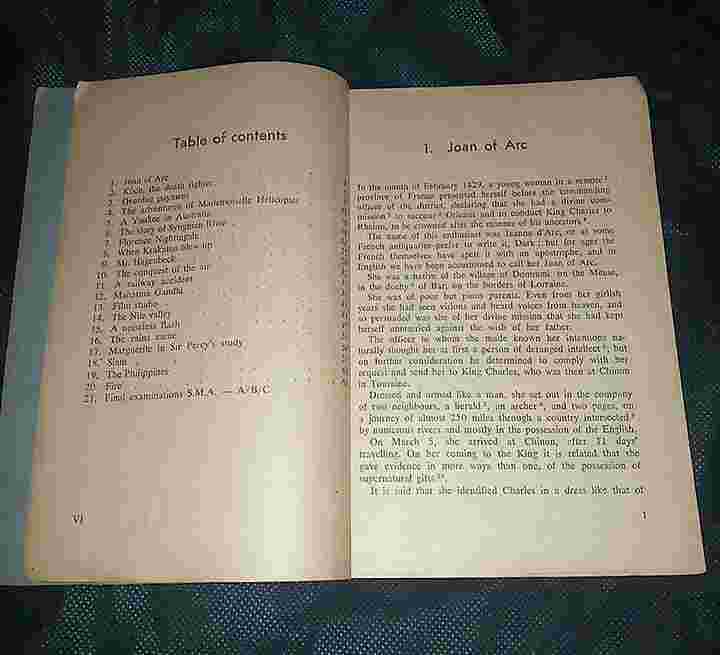 Table of contents
1. Joan of Arc
2. Koch, the death fighter
3. Overdue payment
4. The adventures of Mademoiselle Hélicoptèr
5. A Yankee in Australia
6. The story of Syngman Rhee
7. Florence Nightingale
8. When Krakatau blew up
9. Mr. Hagenbeck
10. The conquest of the air
11. A railway accident
12. Mahatma Gandhi
13. Film studio
14. The Nile valley
15. A noiseless flash
16. The rains came
17. Marguerite in Sir Percy's study
18. Siam
19. The Philippines
20. Fire
21. Final examinations S.M.A. — A/B/C
VI
1. Joan of Arc
In the month of February 1429, a young woman in a remote¹
province of France presented herself before the commanding
officer of the district, declaring that she had a divine com-
mission² to succour³ Orleans and to conduct King Charles to
Rheims, to be crowned after the manner of his ancestors⁴.
The name of this enthusiast was Jeanne d'Arc, or as some
French antiquaries prefer to write it, Dark; but for ages the
French themselves have spelt it with an apostrophe, and in
English we have been accustomed to call her Joan of Arc.
She was a native of the village of Domremi, on the Meuse,
in the duchy⁵ of Bar, on the borders of Lorraine.
She was of poor but pious parents. Even from her girlish
years she had seen visions and heard voices from heaven, and
so persuaded was she of her divine mission that she had kept
herself unmarried against the wish of her father.
The officer to whom she made known her intentions na-
turally thought her at first a person of deranged intellect⁶; but
on further consideration he determined to comply with her
request and send her to King Charles, who was then at Chinon
in Touraine.
Dressed and armed like a man, she set out in the company
of two neighbours, a herald⁷, an archer⁸, and two pages, on
a journey of almost 250 miles through a country intersected⁹
by numerous rivers and mostly in the possession of the English.
On March 5, she arrived at Chinon, after 11 days'
travelling. On her coming to the King it is related that she
gave evidence in more ways than one, of the possession of
supernatural gifts¹⁰.
It is said that she identified Charles in a dress like that of
1